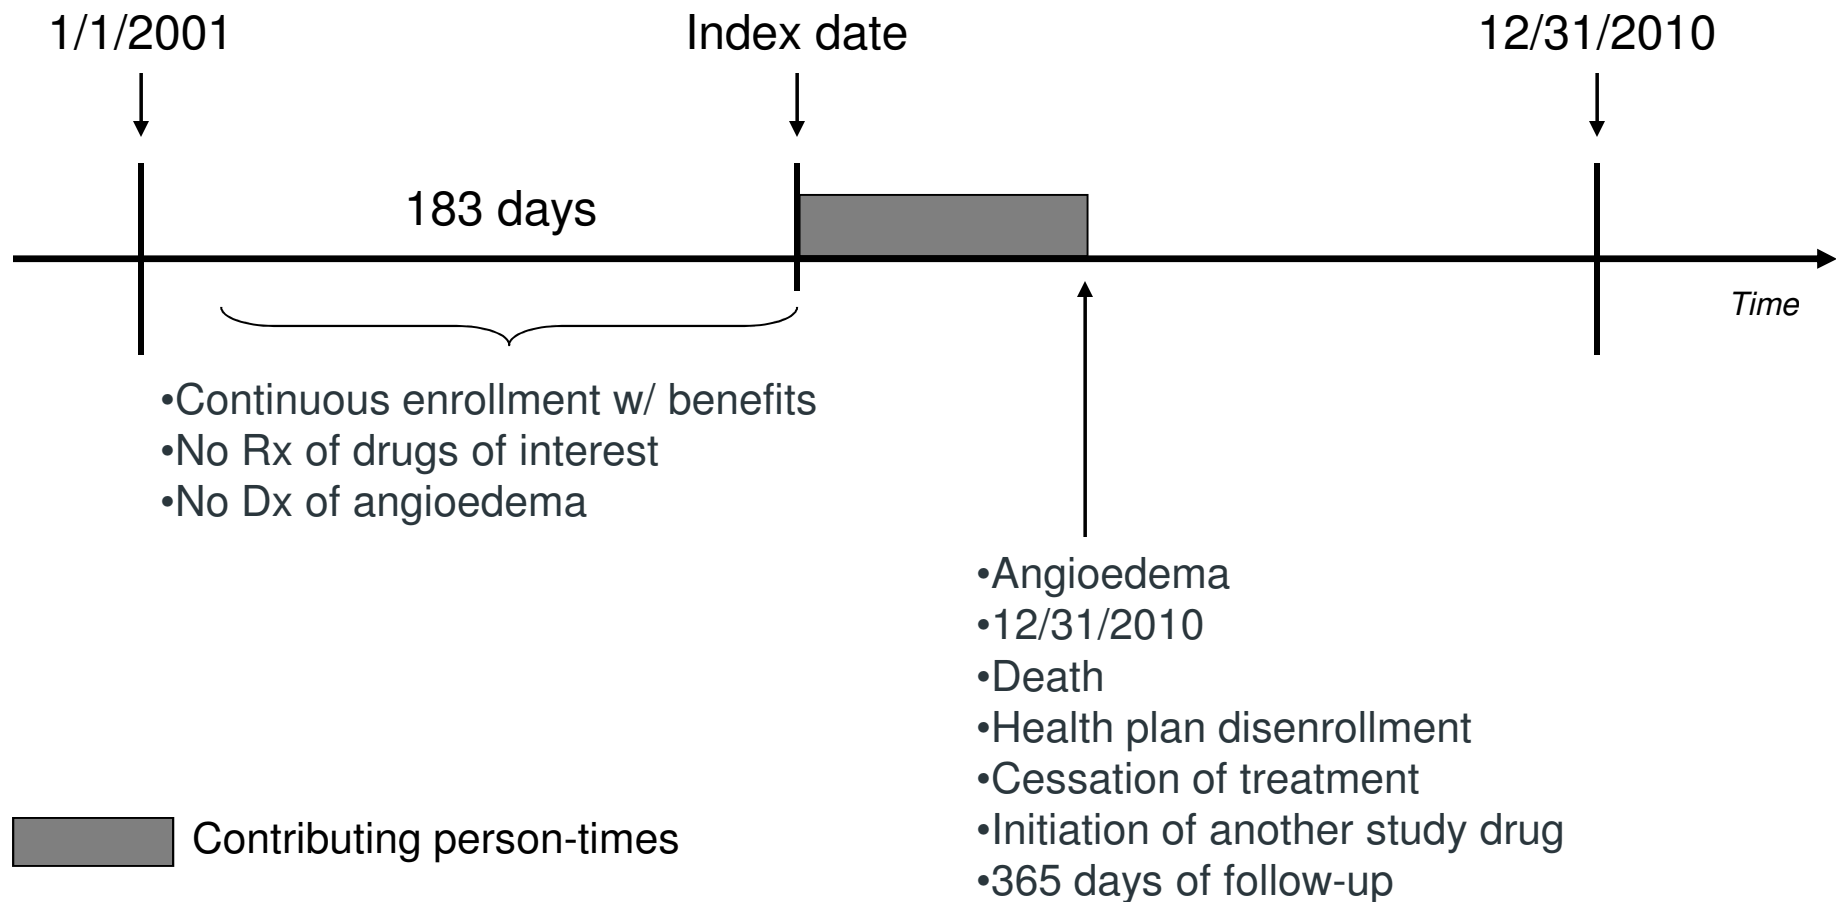 1/1/2001
Index date
12/31/2010
183 days
Time
•Continuous enrollment w/ benefits
•No Rx of drugs of interest
•No Dx of angioedema
•Angioedema
•12/31/2010
•Death
•Health plan disenrollment
•Cessation of treatment
•Initiation of another study drug
•365 days of follow-up
Contributing person-times